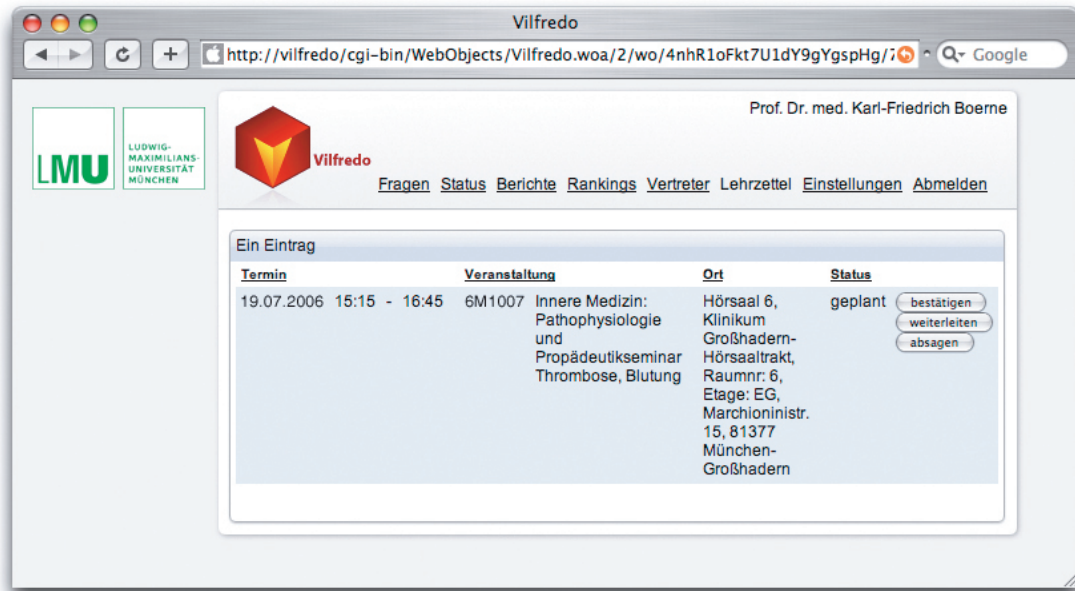 Vilfredo
http://vilfredo/cgi-bin/WebObjects/Vilfredo.woa/2/wo/4nhR1oFkt7U1dY9gYgspHg/7
Google
LMU
LUDWIG-
MAXIMILIANS-
UNIVERSITÄT
MÜNCHEN
Prof. Dr. med. Karl-Friedrich Boerne
Vilfredo
Fragen Status Berichte Rankings Vertreter Lehrzettel Einstellungen Abmelden
Ein Eintrag
Termin Veranstaltung Ort Status
19.07.2006 15:15 - 16:45 6M1007 Innere Medizin: Hörsaal 6, geplant bestätigen
Pathophysiologie Klinikum weiterleiten
und Großhadern- absagen
Propädeutikseminar Hörsaaltrakt,
Thrombose, Blutung Raumnr: 6,
Etage: EG,
Marchioninistr.
15, 81377
München-
Großhadern